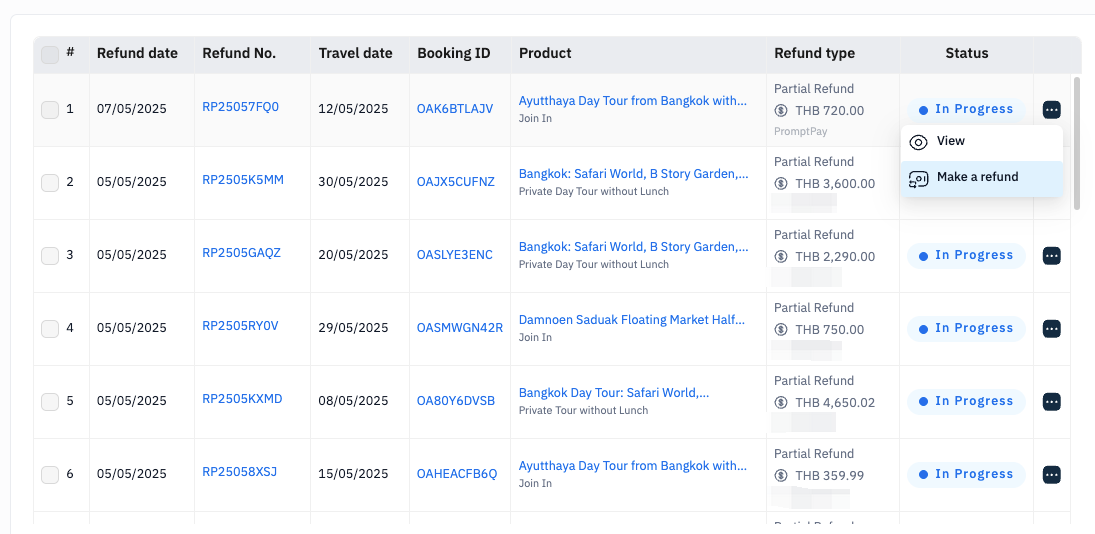 # Refund date Refund No. Travel date Booking ID Product Refund type Status
1 07/05/2025 RP25057FQ0 12/05/2025 OAK6BTLAJV Ayutthaya Day Tour from Bangkok with...
Join In
Partial Refund
THB 720.00
PromptPay
In Progress
View
Make a refund
2 05/05/2025 RP2505K5MM 30/05/2025 OAJX5CUFNZ Bangkok: Safari World, B Story Garden,...
Private Day Tour without Lunch
Partial Refund
THB 3,600.00
3 05/05/2025 RP2505GAQZ 20/05/2025 OASLYE3ENC Bangkok: Safari World, B Story Garden,...
Private Day Tour without Lunch
Partial Refund
THB 2,290.00
In Progress
4 05/05/2025 RP2505RY0V 29/05/2025 OASMWGN42R Damnoen Saduak Floating Market Half...
Join In
Partial Refund
THB 750.00
In Progress
5 05/05/2025 RP2505KXMD 08/05/2025 OA80Y6DVSB Bangkok Day Tour: Safari World,...
Private Tour without Lunch
Partial Refund
THB 4,650.02
In Progress
6 05/05/2025 RP25058XSJ 15/05/2025 OAHEACFB6Q Ayutthaya Day Tour from Bangkok with...
Join In
Partial Refund
THB 359.99
In Progress